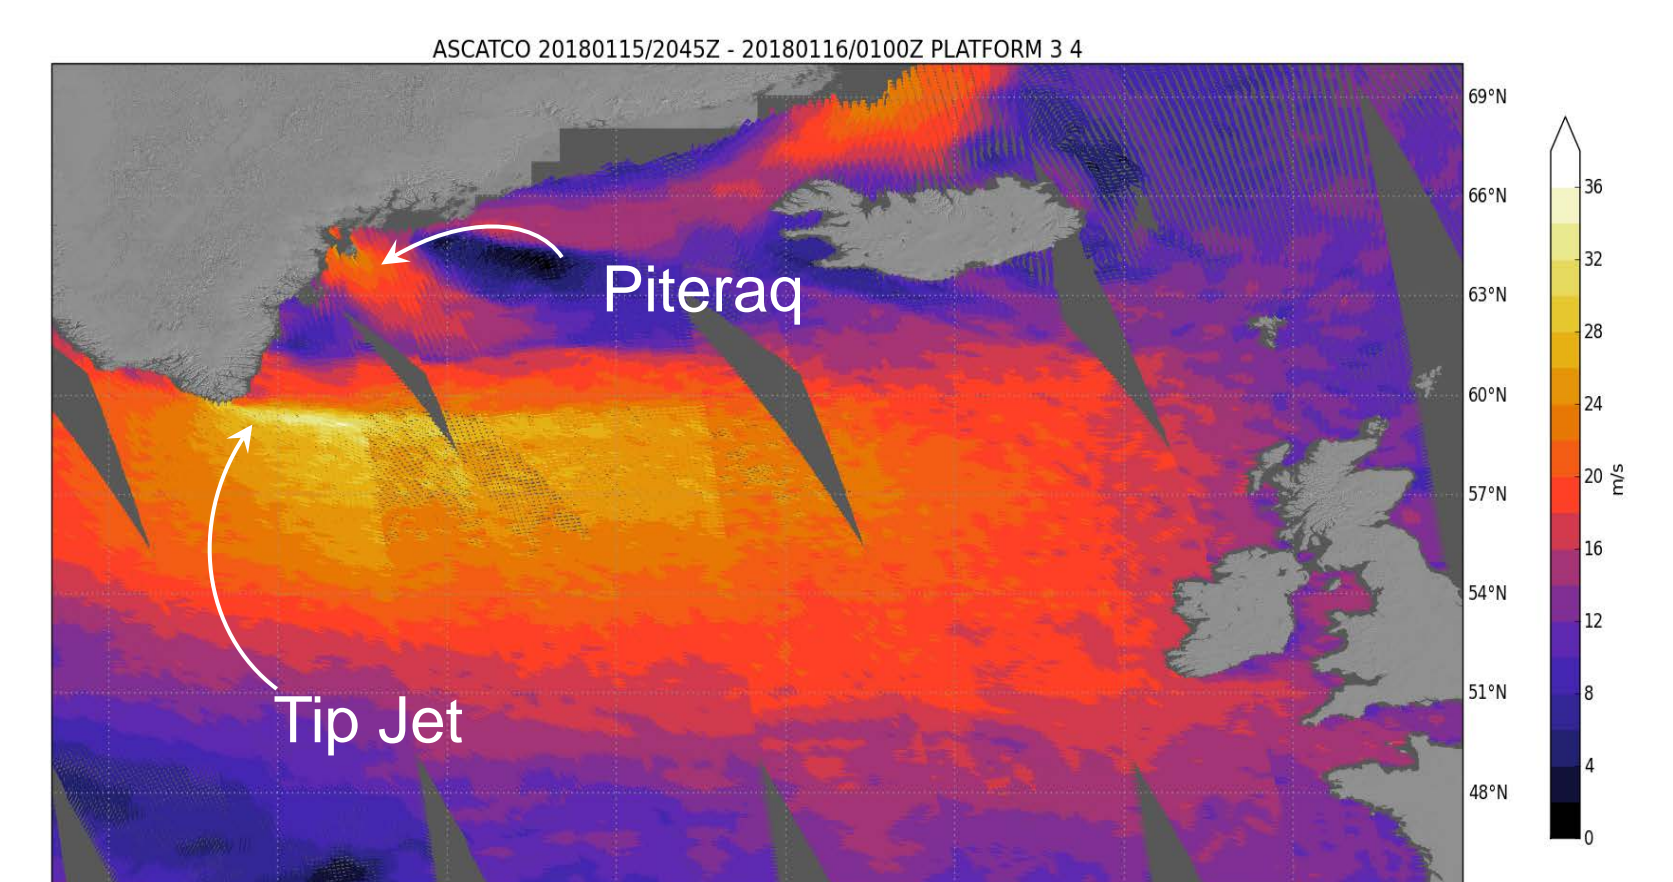 ASCATCO 20180115/2045Z - 20180116/0100Z PLATFORM 3 4
69°N
66°N
63°N
60°N
57°N
54°N
51°N
48°N
Piteraq
Tip Jet
36
32
28
24
20
16
12
8
4
0
m/s